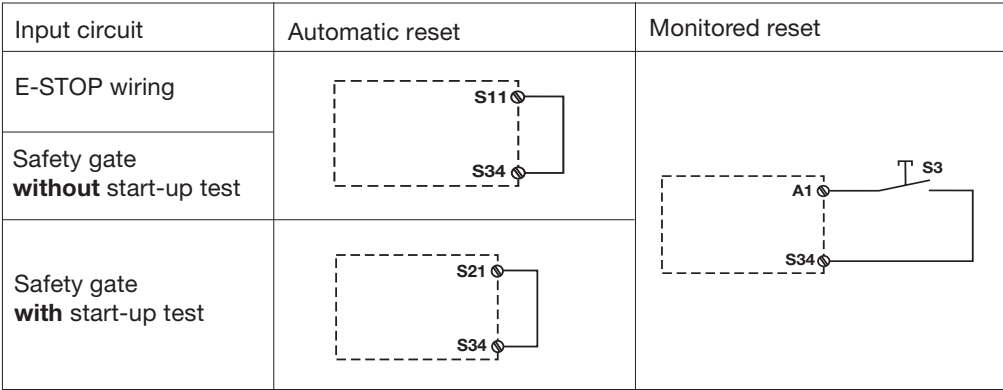 Input circuit
Automatic reset
Monitored reset
E-STOP wiring
S11
S34
Safety gate
without start-up test
A1
S3
S34
Safety gate
with start-up test
S21
S34